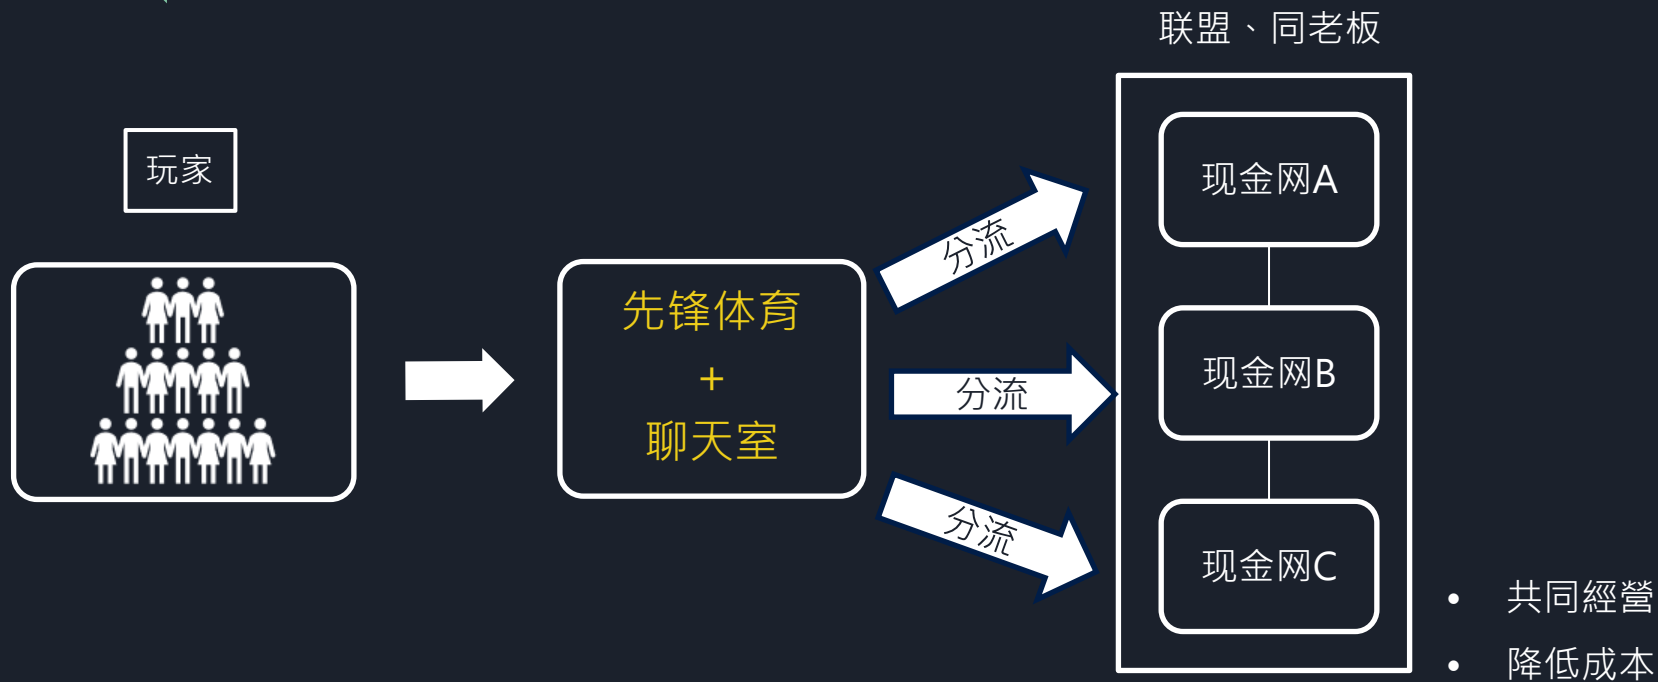 联盟、同老板
玩家
先锋体育
+
聊天室
分流
分流
分流
现金网A
现金网B
现金网C
• 共同經營
• 降低成本